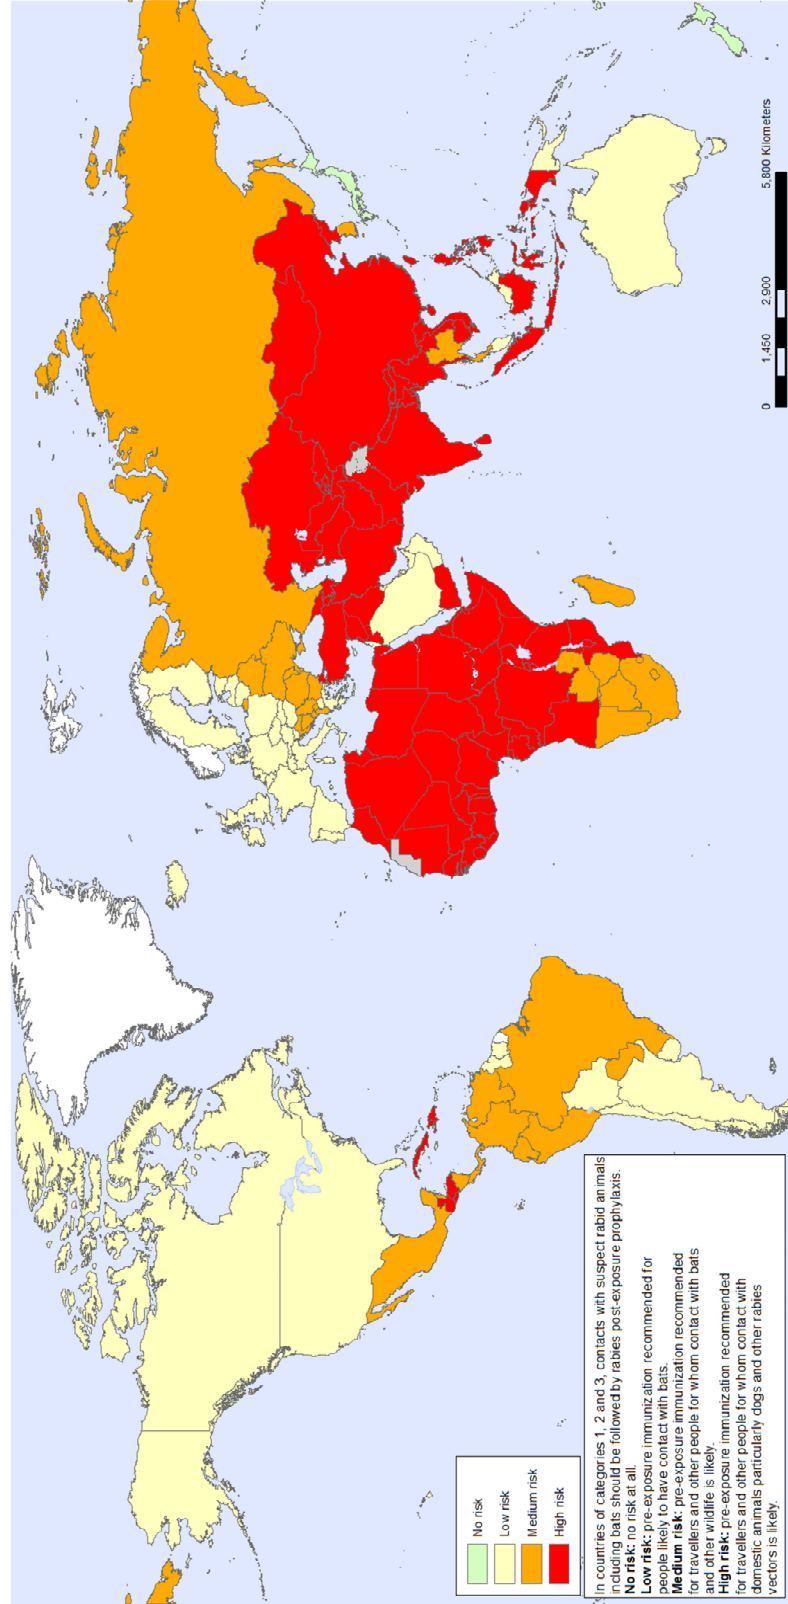 No risk
Low risk
Medium risk
High risk
In countries of categories 1, 2 and 3, contacts with suspect rabid animals
including bats should be followed by rabies post-exposure prophylaxis.
No risk: no risk at all.
Low risk: pre-exposure immunization recommended for
people likely to have contact with bats.
Medium risk: pre-exposure immunization recommended
for travellers and other people for whom contact with bats
and other wildlife is likely.
High risk: pre-exposure immunization recommended
for travellers and other people for whom contact with
domestic animals particularly dogs and other rabies
vectors is likely.
0 1,450 2,900 5,800 Kilometers